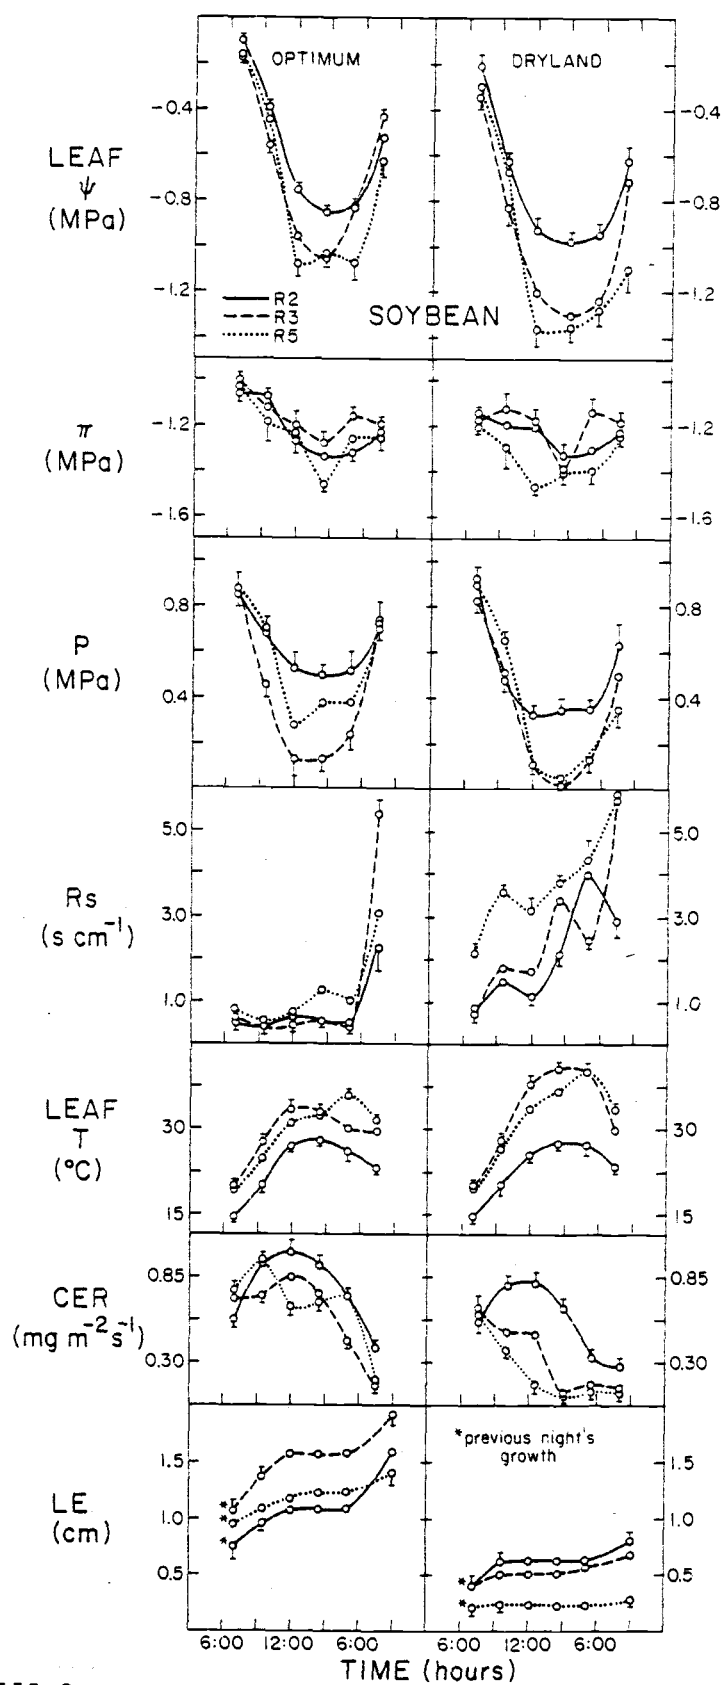 OPTIMUM
DRYLAND
-0.4
-0.8
-1.2
LEAF
ψ
(MPa)
-0.4
-0.8
-1.2
R2
R3
R5
SOYBEAN
π
(MPa)
-1.2
-1.6
-1.2
-1.6
P
(MPa)
0.8
0.4
0.8
0.4
Rs
(s cm⁻¹)
5.0
3.0
1.0
5.0
3.0
1.0
LEAF
T
(°C)
30
15
30
15
CER
(mg m⁻² s⁻¹)
0.85
0.30
0.85
0.30
LE
(cm)
1.5
1.0
0.5
* * *
*previous night's
growth
* *
1.5
1.0
0.5
6:00 12:00 6:00 6:00 12:00 6:00
TIME (hours)